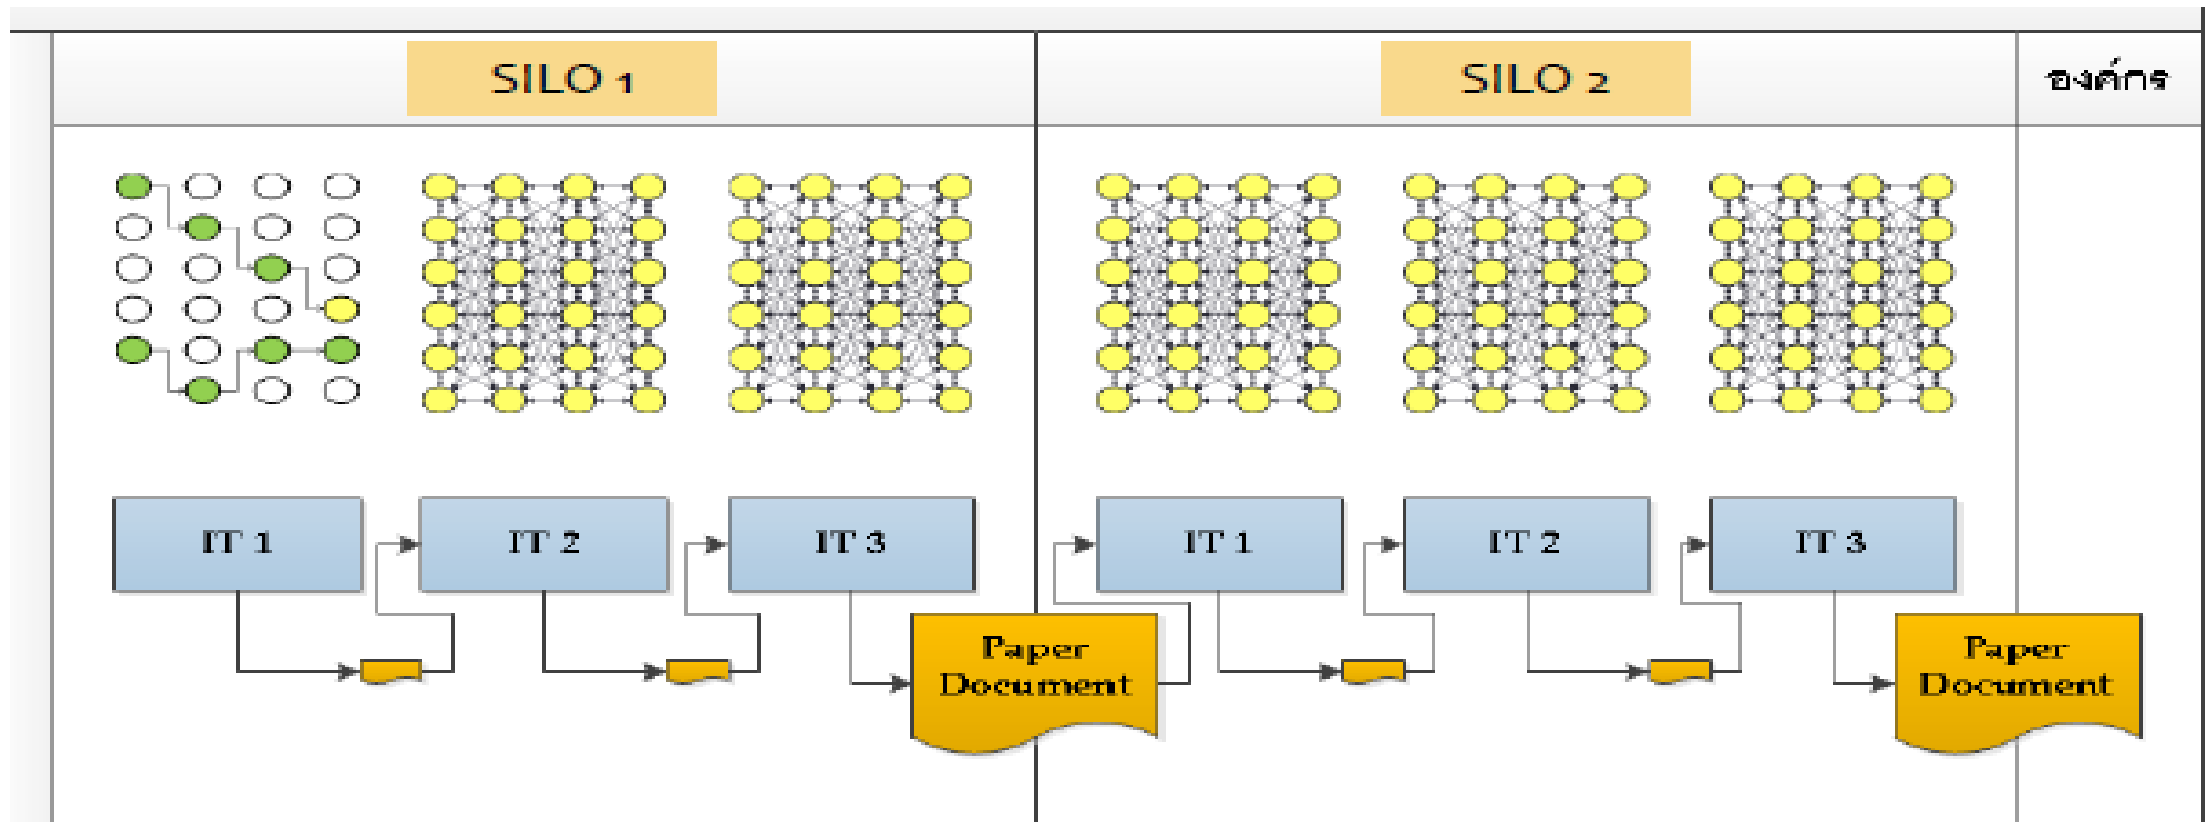 SILO 1
SILO 2
องค์กร
IT 1
IT 2
IT 3
IT 1
IT 2
IT 3
Paper
Document
Paper
Document